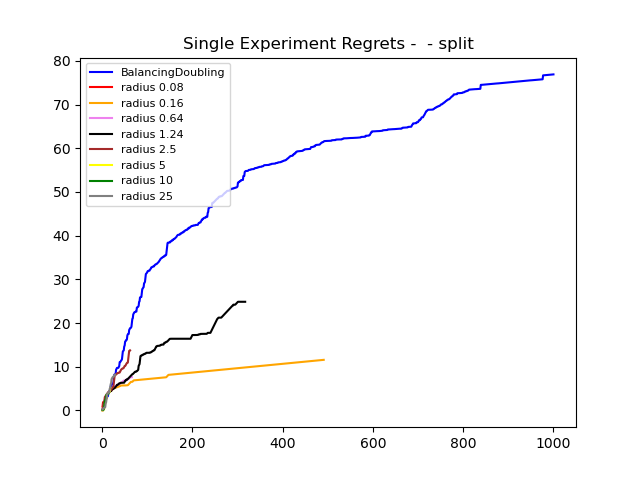 Single Experiment Regrets -  - split
80
70
60
50
40
30
20
10
0
BalancingDoubling
radius 0.08
radius 0.16
radius 0.64
radius 1.24
radius 2.5
radius 5
radius 10
radius 25
0 200 400 600 800 1000